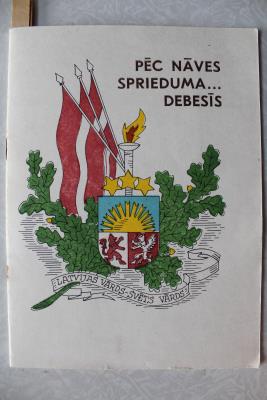 PĒC NĀVES
SPRIEDUMA...
DEBESĪS
LATVIJAS VĀRDS - SVĒTS VĀRDS